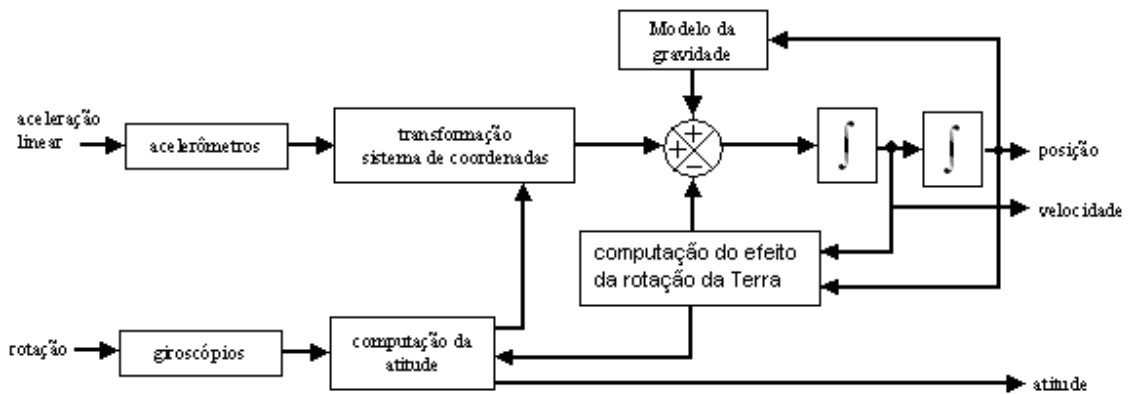 Modelo da
gravidade
aceleração
linear
acelerômetros
transformação
sistema de coordenadas
+
+
−
∫
∫
posição
velocidade
computação do efeito
da rotação da Terra
rotação
giroscópios
computação da
atitude
atitude